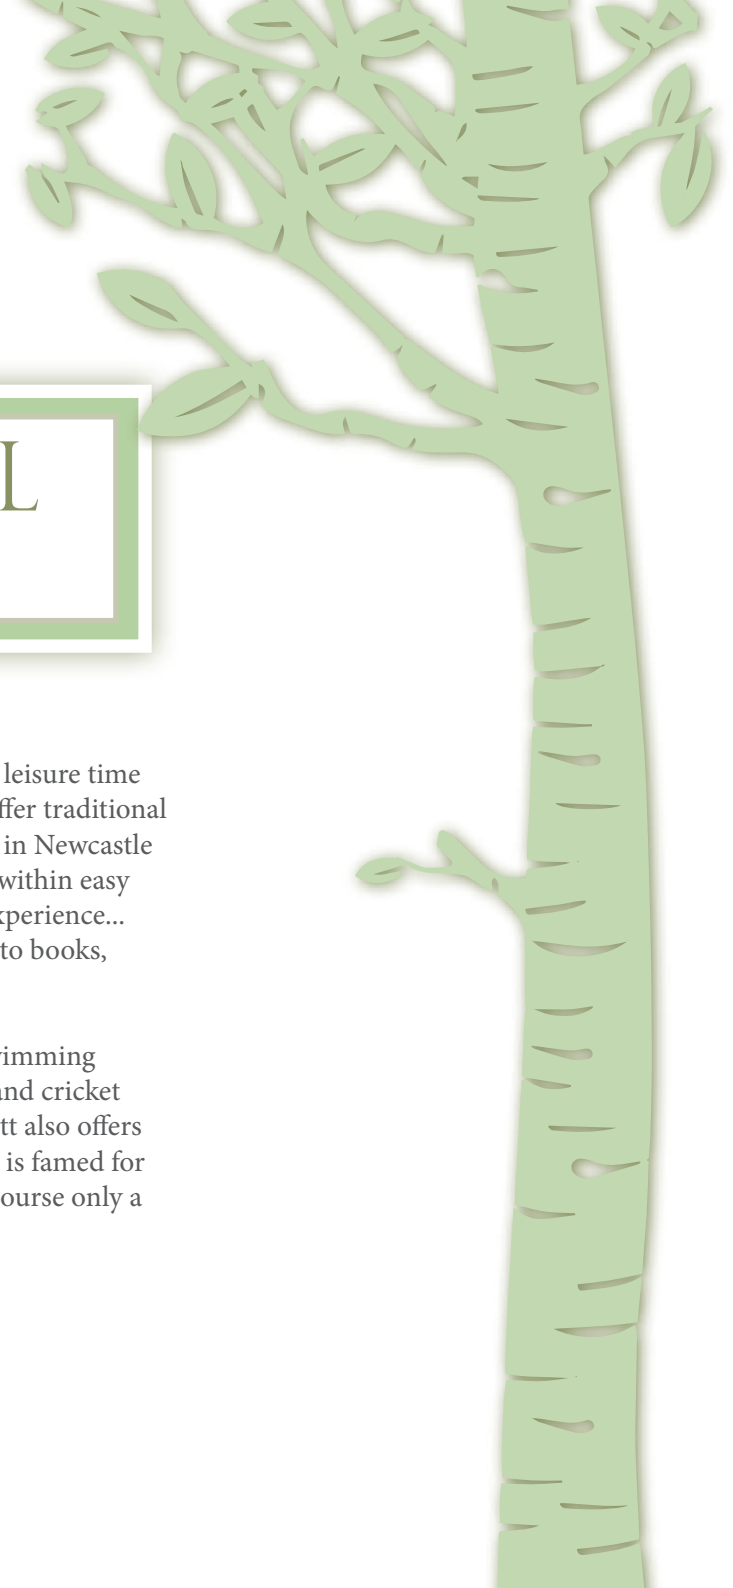 L
leisure time
ffer traditional
in Newcastle
within easy
xperience...
to books,
vimming
and cricket
tt also offers
is famed for
ourse only a